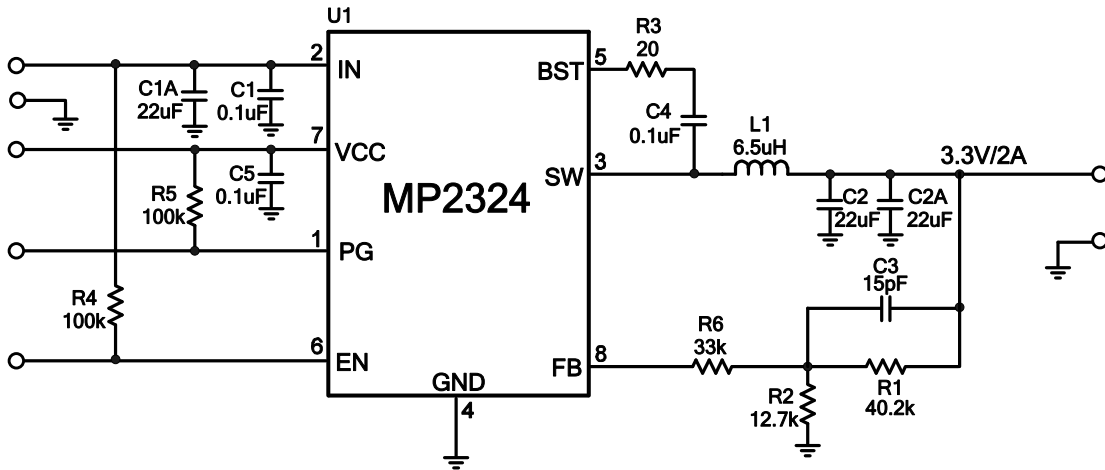 U1
2
IN
C1A
22uF
C1
0.1uF
7
VCC
R5
100k
C5
0.1uF
1
PG
R4
100k
6
EN
MP2324
GND
4
BST
5
R3
20
C4
0.1uF
SW
3
L1
6.5uH
3.3V/2A
C2
22uF
C2A
22uF
C3
15pF
FB
8
R6
33k
R2
12.7k
R1
40.2k